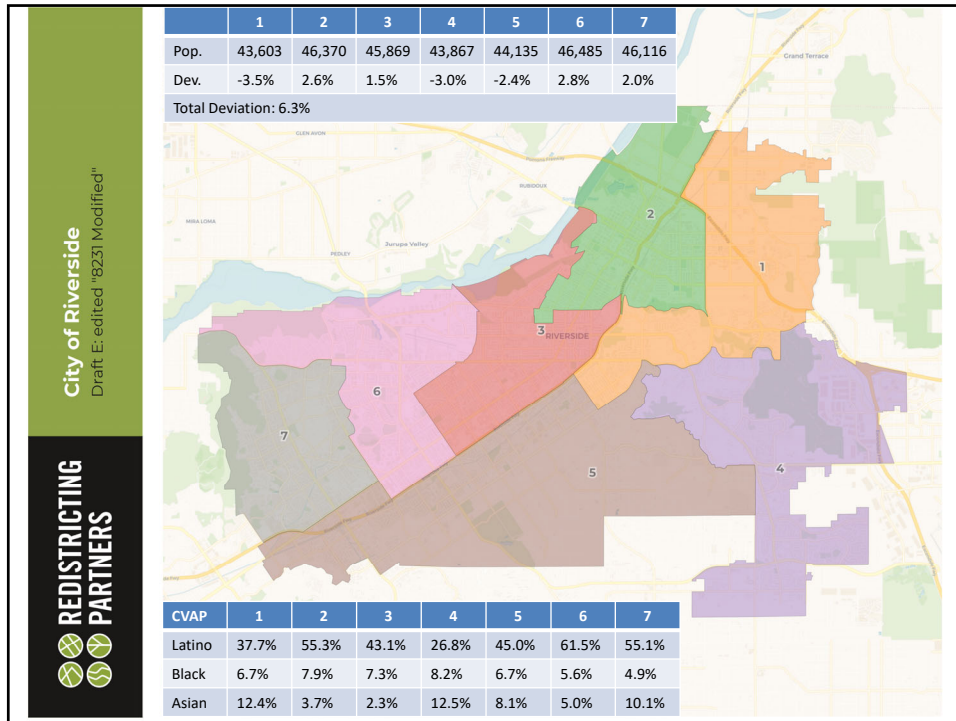 1 2 3 4 5 6 7
Pop. 43,603 46,370 45,869 43,867 44,135 46,485 46,116
Dev. -3.5% 2.6% 1.5% -3.0% -2.4% 2.8% 2.0%
Total Deviation: 6.3%
City of Riverside
Draft E: edited "8231 Modified"
REDISTRICTING
PARTNERS
Grand Terrace
GLEN AVON
RUBIDOUX
MIRA LOMA
Jurupa Valley
PEDLEY
2
1
3
RIVERSIDE
6
7
5
4
CVAP 1 2 3 4 5 6 7
Latino 37.7% 55.3% 43.1% 26.8% 45.0% 61.5% 55.1%
Black 6.7% 7.9% 7.3% 8.2% 6.7% 5.6% 4.9%
Asian 12.4% 3.7% 2.3% 12.5% 8.1% 5.0% 10.1%